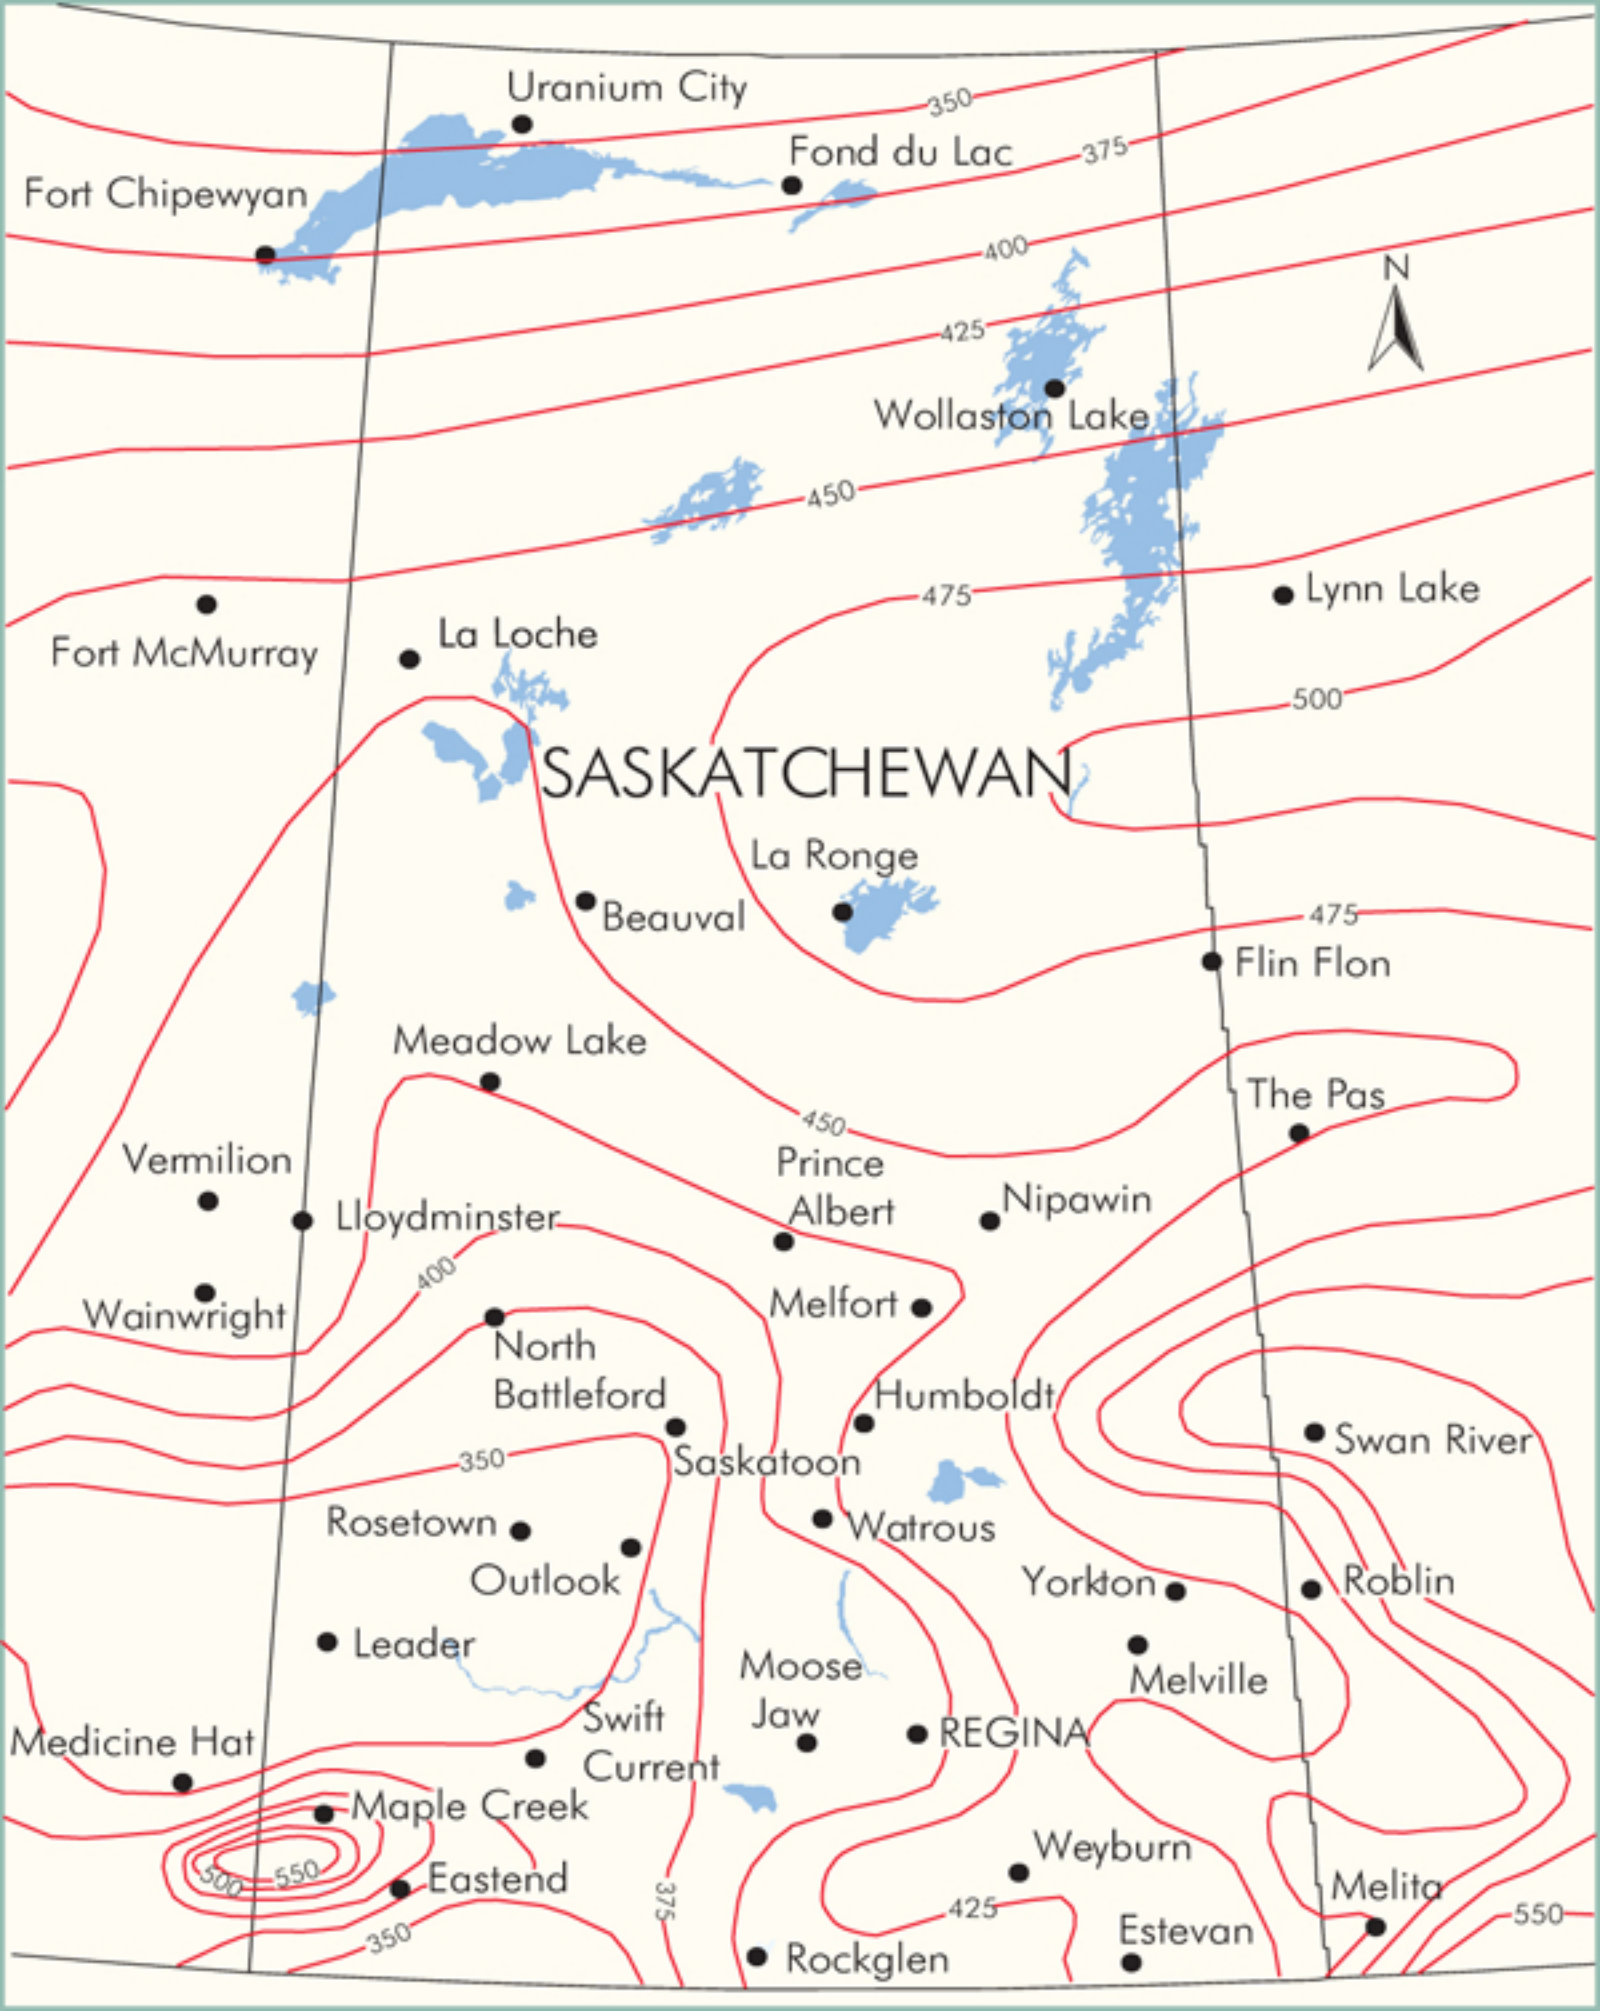 Uranium City
350
Fond du Lac
375
Fort Chipewyan
400
N
425
Wollaston Lake
450
475
Lynn Lake
La Loche
Fort McMurray
500
SASKATCHEWAN
La Ronge
Beauval
475
Flin Flon
Meadow Lake
The Pas
450
Vermilion
Prince
Albert
Nipawin
Lloydminster
400
Wainwright
Melfort
North
Battleford
Humboldt
Swan River
350
Saskatoon
Rosetown
Watrous
Outlook
Yorkton
Roblin
Leader
Moose
Jaw
Melville
Swift
Current
REGINA
Medicine Hat
Maple Creek
Weyburn
500
550
Eastend
Melita
375
425
550
350
Estevan
Rockglen